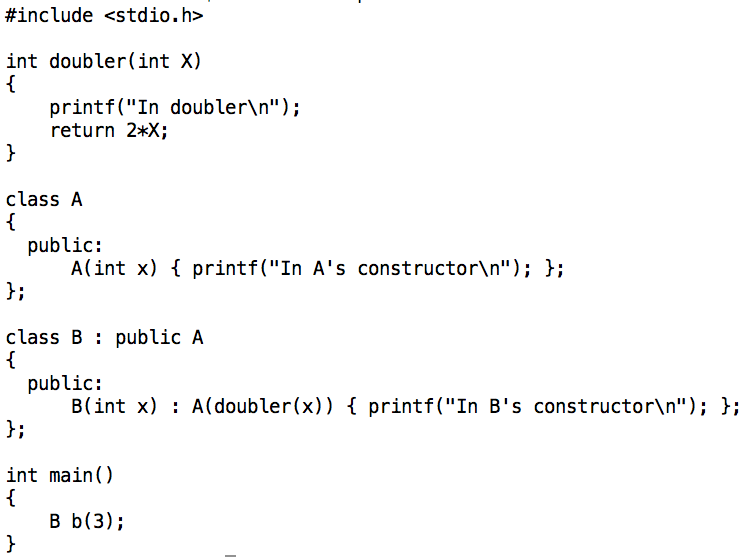 #include <stdio.h>

int doubler(int X)
{
    printf("In doubler\n");
    return 2*X;
}

class A
{
  public:
      A(int x) { printf("In A's constructor\n"); };
};

class B : public A
{
  public:
      B(int x) : A(doubler(x)) { printf("In B's constructor\n"); };
};

int main()
{
    B b(3);
}